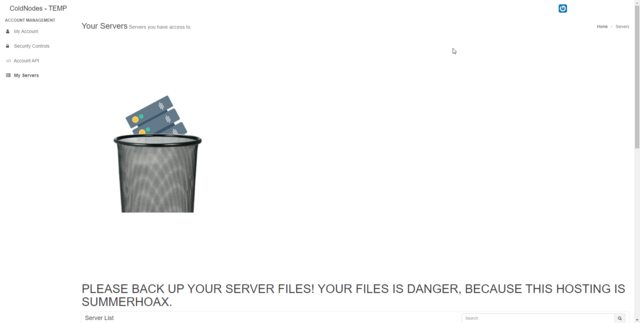 ColdNodes - TEMP
ACCOUNT MANAGEMENT
My Account
Security Controls
Account API
My Servers
Your Servers Servers you have access to.
Home > Servers
PLEASE BACK UP YOUR SERVER FILES! YOUR FILES IS DANGER, BECAUSE THIS HOSTING IS
SUMMERHOAX.
Server List
Search